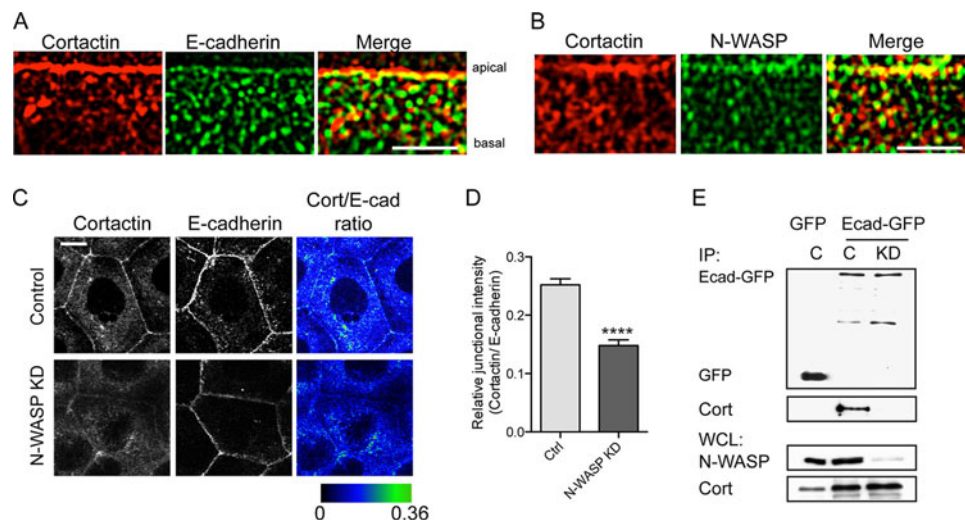 A
Cortactin E-cadherin Merge
apical
basal
B
Cortactin N-WASP Merge
C
Cortactin E-cadherin Cort/E-cad ratio
Control
N-WASP KD
0 0.36
D
Relative junctional intensity
(Cortactin/ E-cadherin)
0.3
0.2
0.1
0.0
****
Ctrl
N-WASP KD
E
GFP Ecad-GFP
IP: C C KD
Ecad-GFP
GFP
Cort
WCL:
N-WASP
Cort